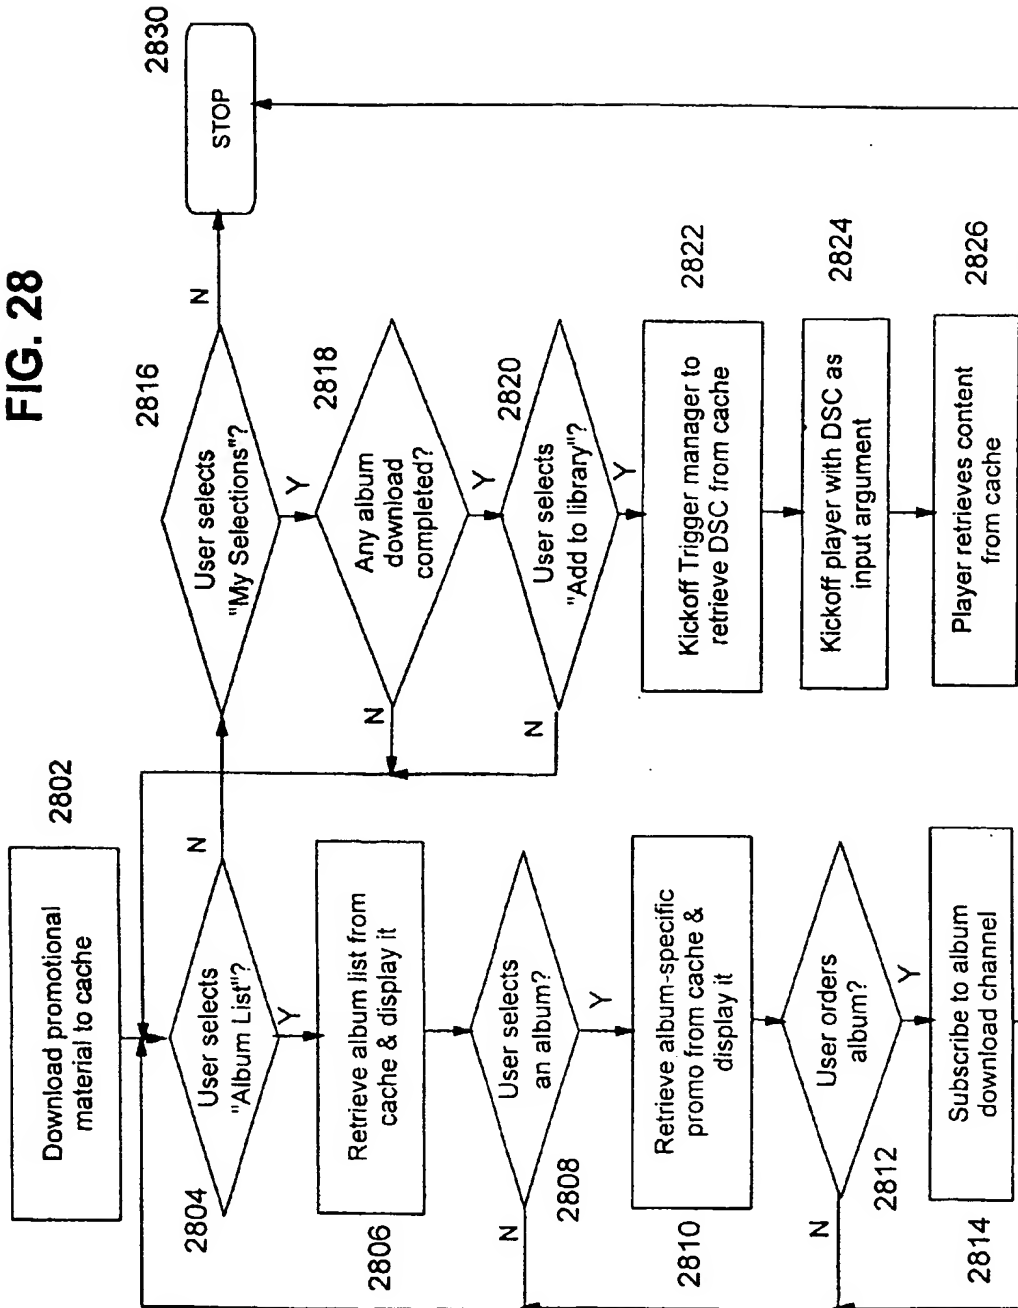 FIG. 28
2802
Download promotional
material to cache
2804
User selects
"Album List"?
N
Y
2806
Retrieve album list from
cache & display it
2808
User selects
an album?
N
Y
2810
Retrieve album-specific
promo from cache &
display it
2812
User orders
album?
N
Y
2814
Subscribe to album
download channel
2816
User selects
"My Selections"?
N
Y
2830
STOP
2818
Any album
download
completed?
N
Y
2820
User selects
"Add to library"?
N
Y
2822
Kickoff Trigger manager to
retrieve DSC from cache
2824
Kickoff player with DSC as
input argument
2826
Player retrieves content
from cache